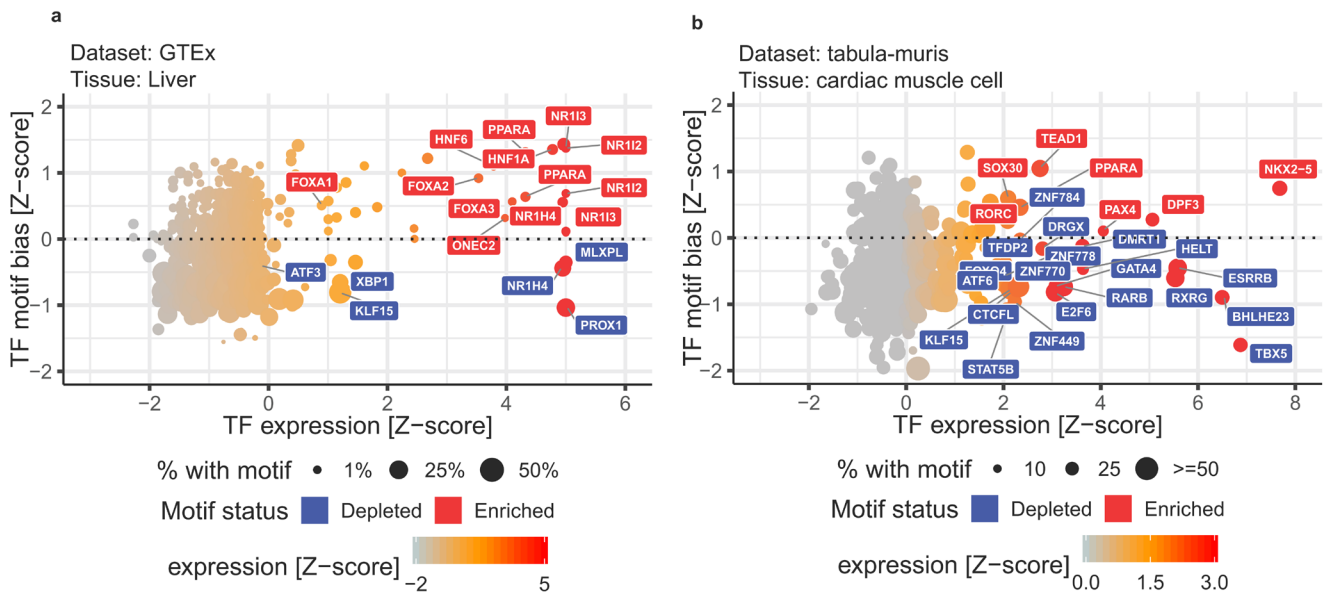 a
Dataset: GTEx
Tissue: Liver
TF motif bias [Z-score]
2
1
0
−1
−2
NR1I3
PPARA
HNF6
NR1I2
HNF1A
FOXA1
FOXA2
PPARA
NR1I2
FOXA3
NR1H4
NR1I3
ONEC2
MLXPL
ATF3
XBP1
NR1H4
KLF15
PROX1
−2
0
2
4
6
TF expression [Z-score]
% with motif
1%
25%
50%
Motif status
Depleted
Enriched
expression [Z-score]
−2
5
b
Dataset: tabula-muris
Tissue: cardiac muscle cell
TF motif bias [Z-score]
2
1
0
−1
−2
TEAD1
SOX30
PPARA
NKX2−5
ZNF784
RORC
PAX4
DPF3
DRGX
TFDP2
DMRT1
HELT
ZNF778
FOXO4
ZNF770
GATA4
ATF6
ESRRB
RARB
RXRG
E2F6
CTCFL
BHLHE23
KLF15
ZNF449
TBX5
STAT5B
−2
0
2
4
6
8
TF expression [Z-score]
% with motif
10
25
>=50
Motif status
Depleted
Enriched
expression [Z-score]
0.0
1.5
3.0